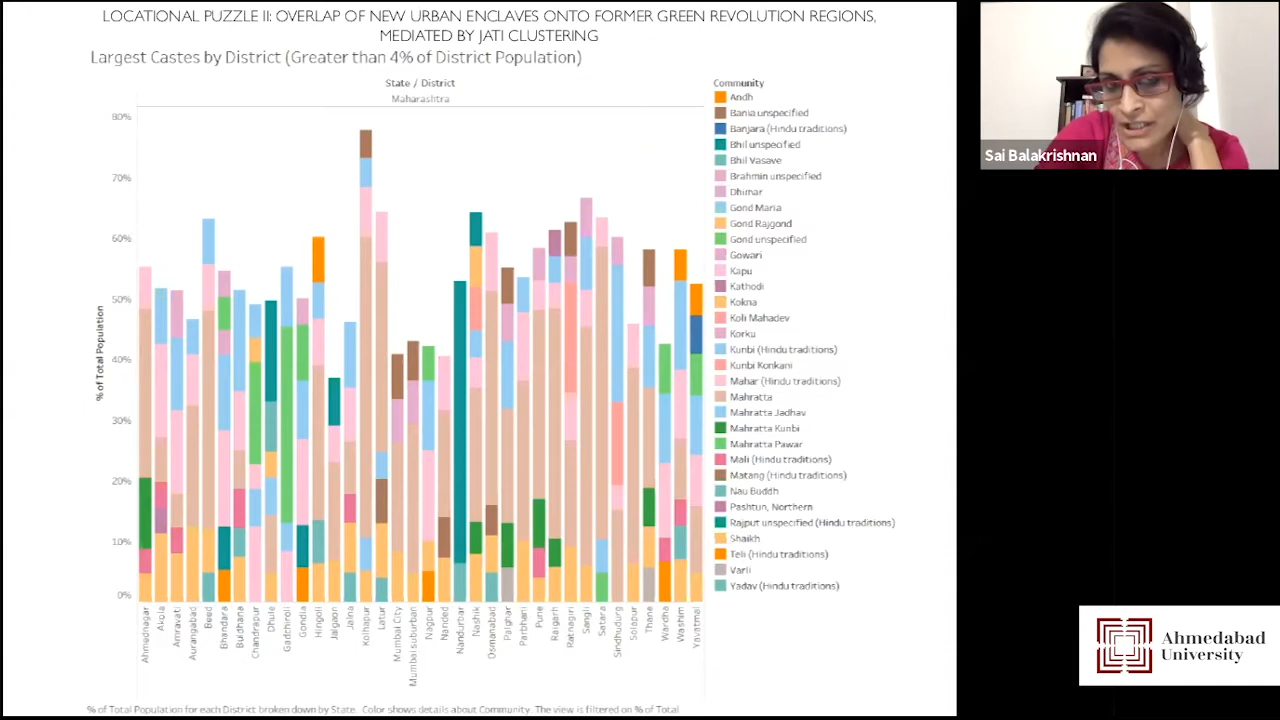 LOCATIONAL PUZZLE II: OVERLAP OF NEW URBAN ENCLAVES ONTO FORMER GREEN REVOLUTION REGIONS,
MEDIATED BY JATI CLUSTERING
Largest Castes by District (Greater than 4% of District Population)
State / District
Maharashtra
% of Total Population
80%
70%
60%
50%
40%
30%
20%
10%
0%
Ahmednagar
Akola
Amravati
Aurangabad
Beed
Bhandara
Buldhana
Chandrapur
Dhule
Gadchiroli
Gondia
Hingoli
Jalgaon
Jalna
Kolhapur
Latur
Mumbai City
Mumbai suburban
Nagpur
Nanded
Nandurbar
Nashik
Osmanabad
Palghar
Parbhani
Pune
Raigarh
Ratnagiri
Sangli
Satara
Sindhudurg
Solapur
Thane
Wardha
Washim
Yavatmal
Community
Andh
Bania unspecified
Banjara (Hindu traditions)
Bhil unspecified
Bhil Vasave
Brahmin unspecified
Dhimar
Gond Maria
Gond Rajgond
Gond unspecified
Gowari
Kapu
Kathodi
Kokna
Koli Mahadev
Korku
Kunbi (Hindu traditions)
Kunbi Konkani
Mahar (Hindu traditions)
Mahratta
Mahratta Jadhav
Mahratta Kunbi
Mahratta Pawar
Mali (Hindu traditions)
Matang (Hindu traditions)
Nau Buddh
Pashtun, Northern
Rajput unspecified (Hindu traditions)
Shaikh
Teli (Hindu traditions)
Varli
Yadav (Hindu traditions)
% of Total Population for each District broken down by State. Color shows details about Community. The view is filtered on % of Total
Sai Balakrishnan
Ahmedabad
University